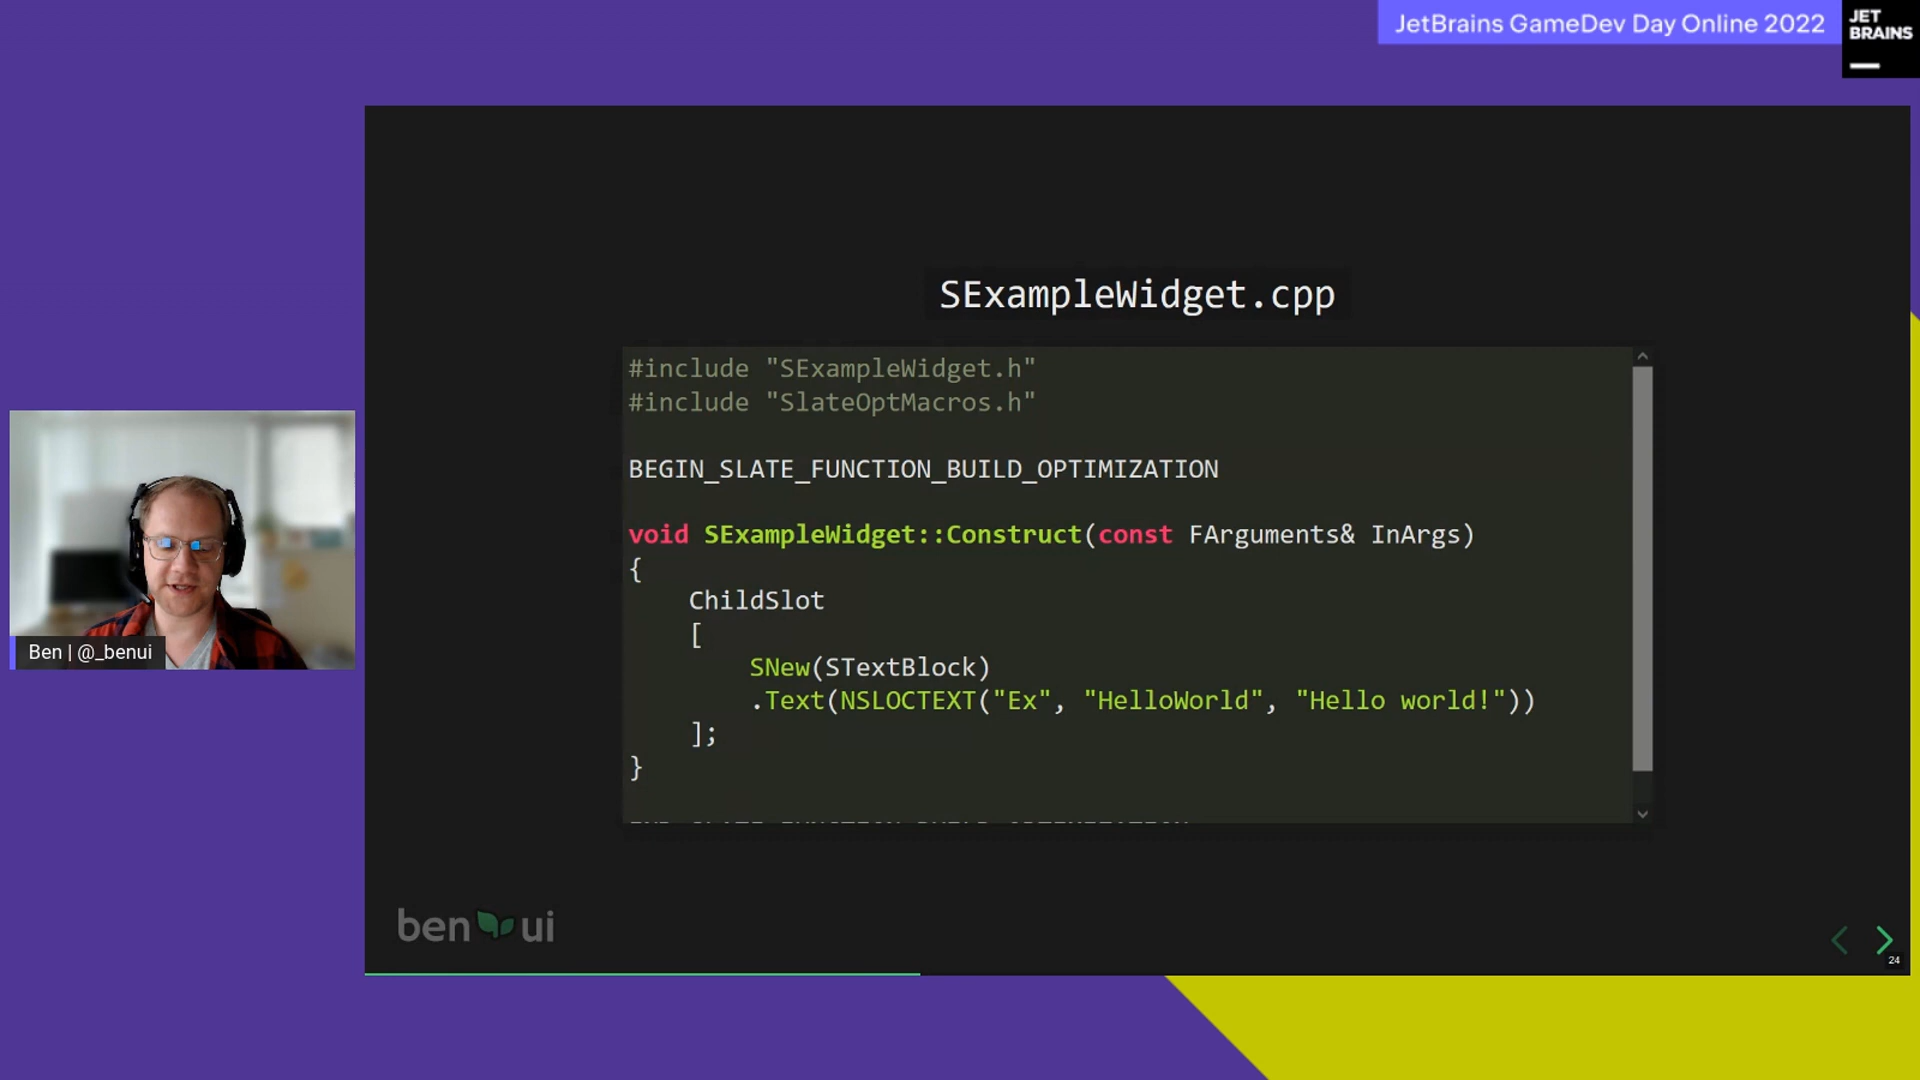 JetBrains GameDev Day Online 2022
JET
BRAINS
SExampleWidget.cpp
#include "SExampleWidget.h"
#include "SlateOptMacros.h"
BEGIN_SLATE_FUNCTION_BUILD_OPTIMIZATION
void SExampleWidget::Construct(const FArguments& InArgs)
{
ChildSlot
[
SNew(STextBlock)
.Text(NSLOCTEXT("Ex", "HelloWorld", "Hello world!"))
];
}
Ben | @_benui
ben ui
24